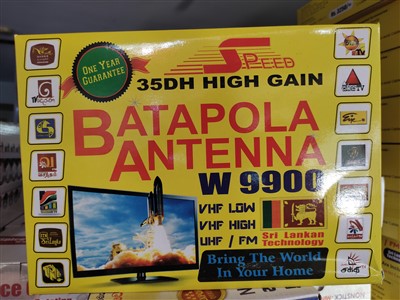 ONE YEAR
GUARANTEE
SPEED
35DH HIGH GAIN
BATAPOLA
ANTENNA
W 9900
VHF LOW
VHF HIGH
UHF / FM
Sri Lankan
Technology
Bring The World
In Your Home